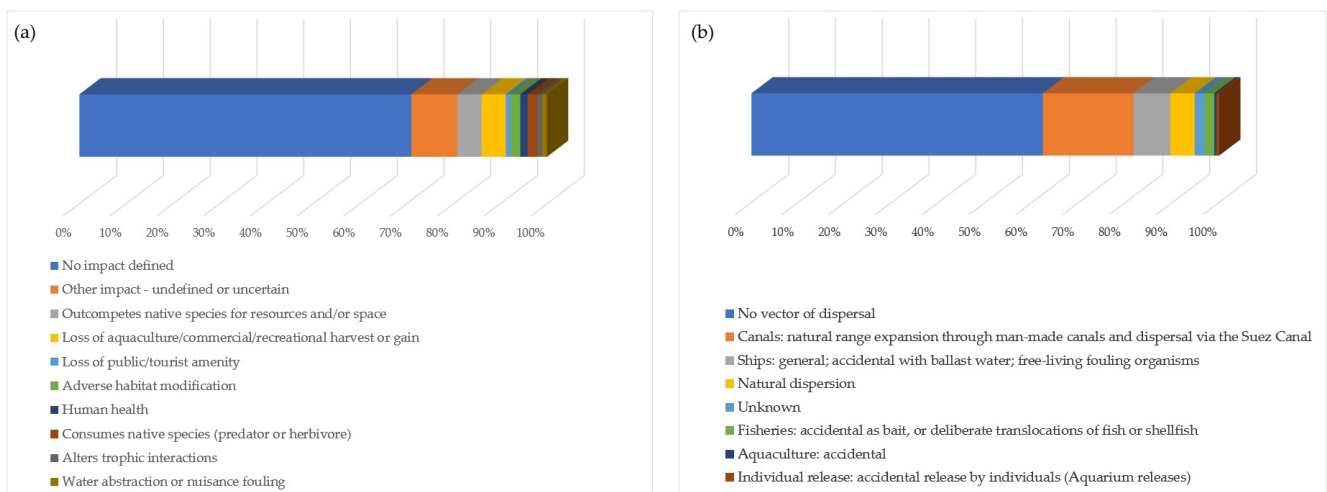 (a)
0% 10% 20% 30% 40% 50% 60% 70% 80% 90% 100%
No impact defined
Other impact - undefined or uncertain
Outcompetes native species for resources and/or space
Loss of aquaculture/commercial/recreational harvest or gain
Loss of public/tourist amenity
Adverse habitat modification
Human health
Consumes native species (predator or herbivore)
Alters trophic interactions
Water abstraction or nuisance fouling
(b)
0% 10% 20% 30% 40% 50% 60% 70% 80% 90% 100%
No vector of dispersal
Canals: natural range expansion through man-made canals and dispersal via the Suez Canal
Ships: general; accidental with ballast water; free-living fouling organisms
Natural dispersion
Unknown
Fisheries: accidental as bait, or deliberate translocations of fish or shellfish
Aquaculture: accidental
Individual release: accidental release by individuals (Aquarium releases)